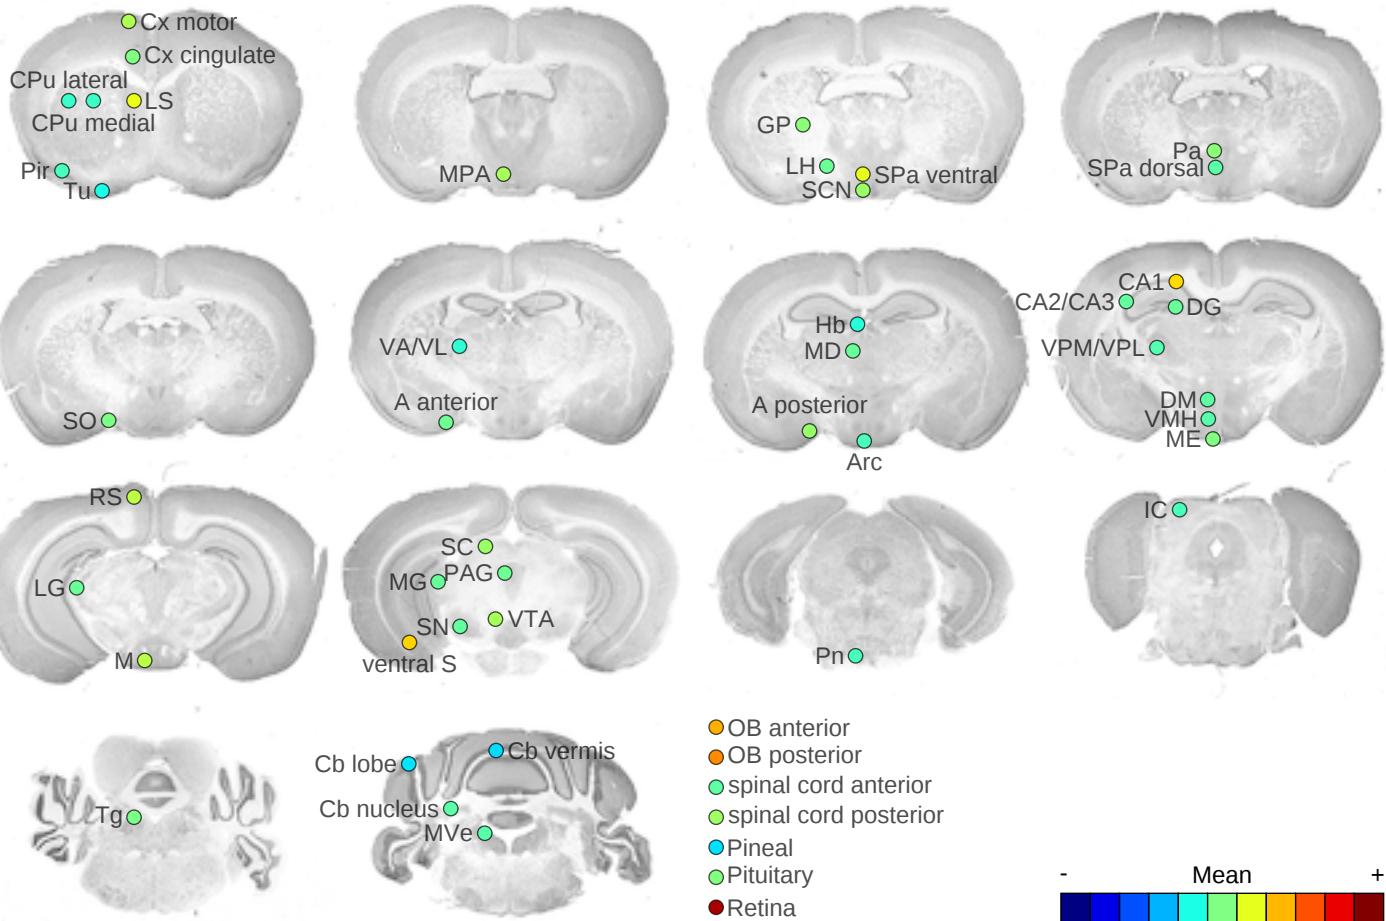 Cx motor
Cx cingulate
CPu lateral
LS
CPu medial
Pir
Tu
MPA
GP
LH
SPa ventral
SCN
Pa
SPa dorsal
SO
VA/VL
A anterior
Hb
MD
A posterior
Arc
CA1
CA2/CA3
DG
VPM/VPL
DM
VMH
ME
RS
LG
M
SC
PAG
MG
VTA
SN
ventral S
Pn
IC
Tg
Cb vermis
Cb lobe
Cb nucleus
MVe
OB anterior
OB posterior
spinal cord anterior
spinal cord posterior
Pineal
Pituitary
Retina
- Mean +